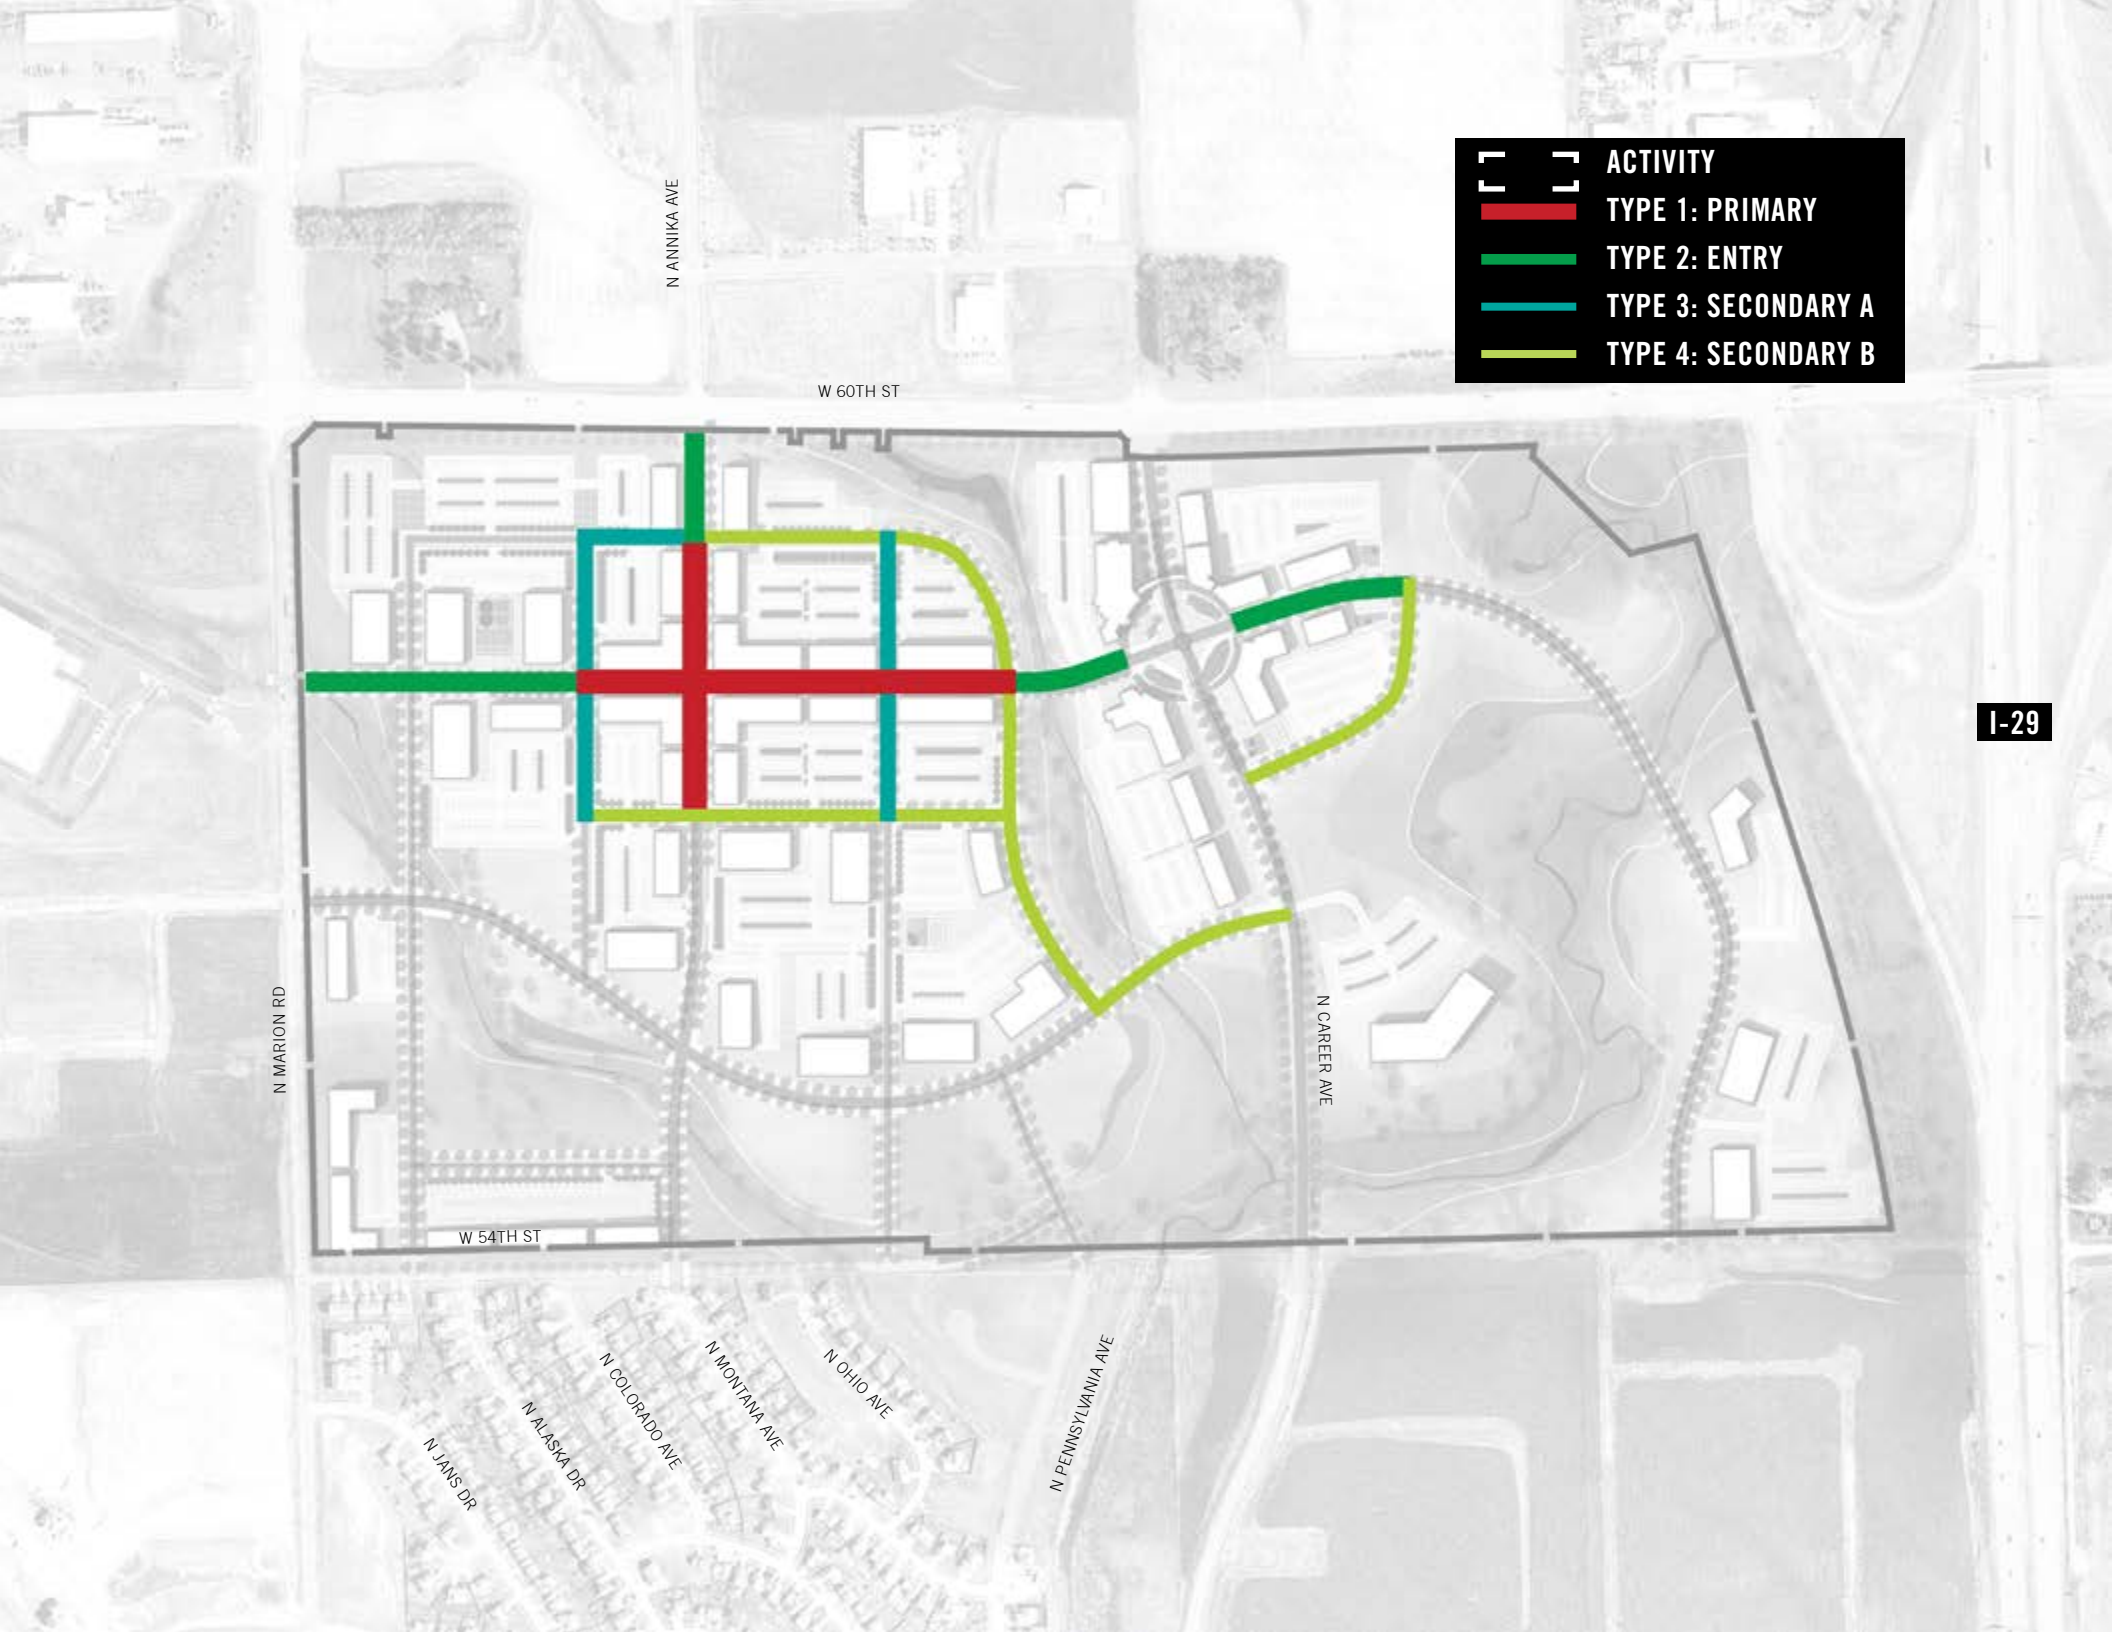 ACTIVITY
TYPE 1: PRIMARY
TYPE 2: ENTRY
TYPE 3: SECONDARY A
TYPE 4: SECONDARY B
N ANNIKA AVE
W 60TH ST
I-29
N MARION RD
N CAREER AVE
W 54TH ST
N JANS DR
N ALASKA DR
N COLORADO AVE
N MONTANA AVE
N OHIO AVE
N PENNSYLVANIA AVE